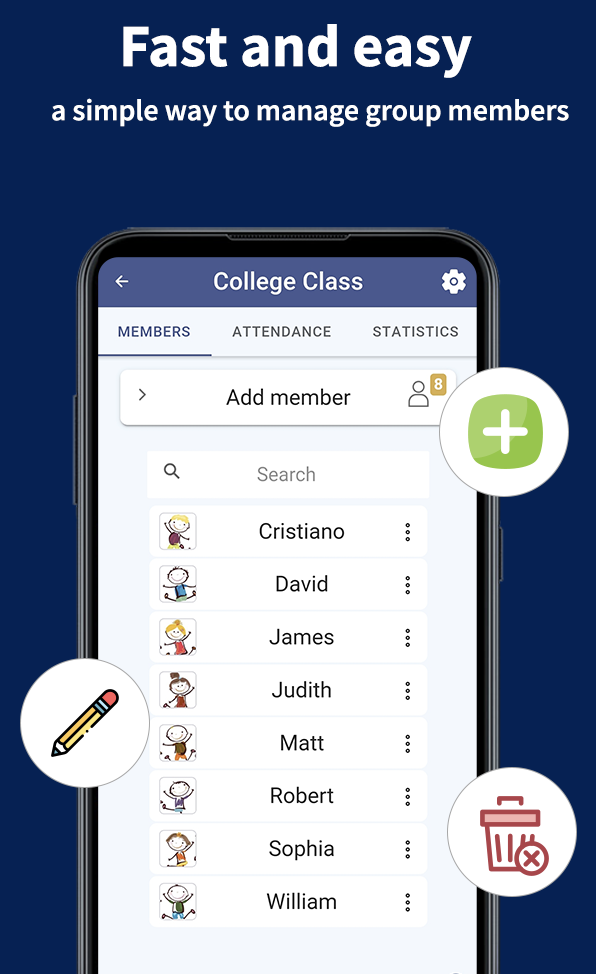 Fast and easy
a simple way to manage group members
College Class
MEMBERS ATTENDANCE STATISTICS
Add member 8
Search
Cristiano
David
James
Judith
Matt
Robert
Sophia
William